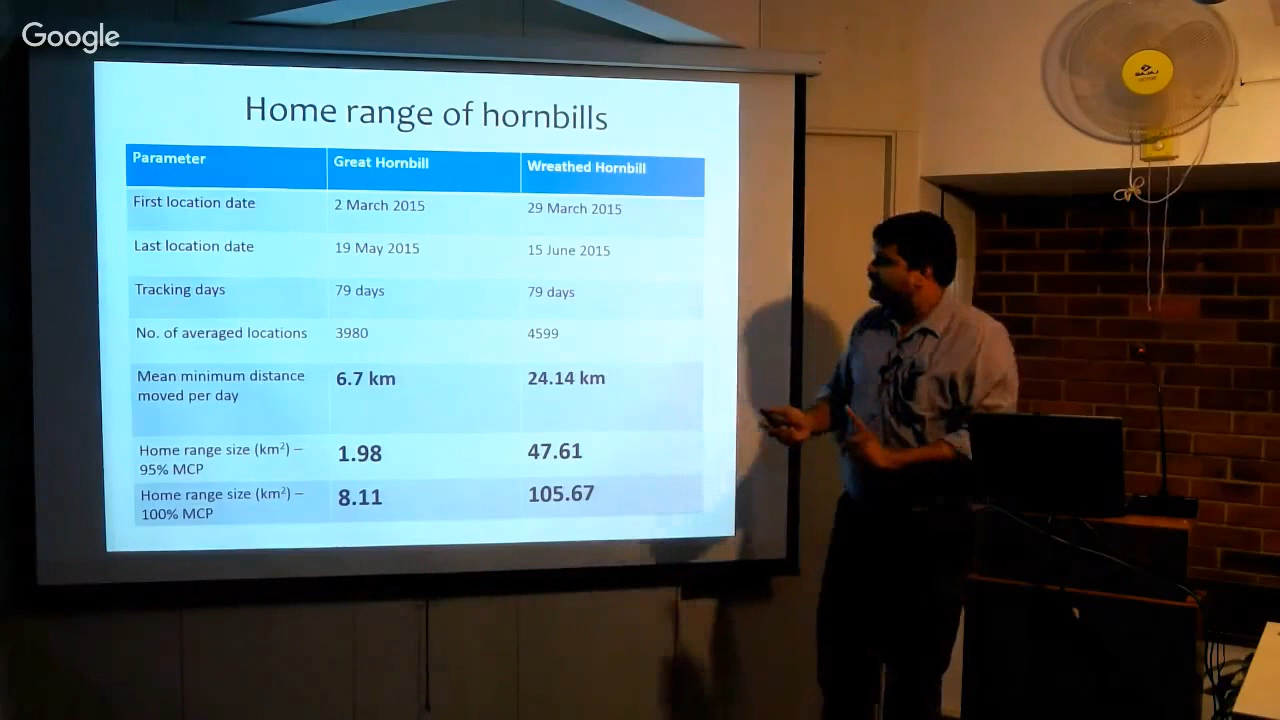 Google
Home range of hornbills
Parameter Great Hornbill Wreathed Hornbill
First location date 2 March 2015 29 March 2015
Last location date 19 May 2015 15 June 2015
Tracking days 79 days 79 days
No. of averaged locations 3980 4599
Mean minimum distance moved per day 6.7 km 24.14 km
Home range size (km²) – 95% MCP 1.98 47.61
Home range size (km²) – 100% MCP 8.11 105.67
BAJAJ